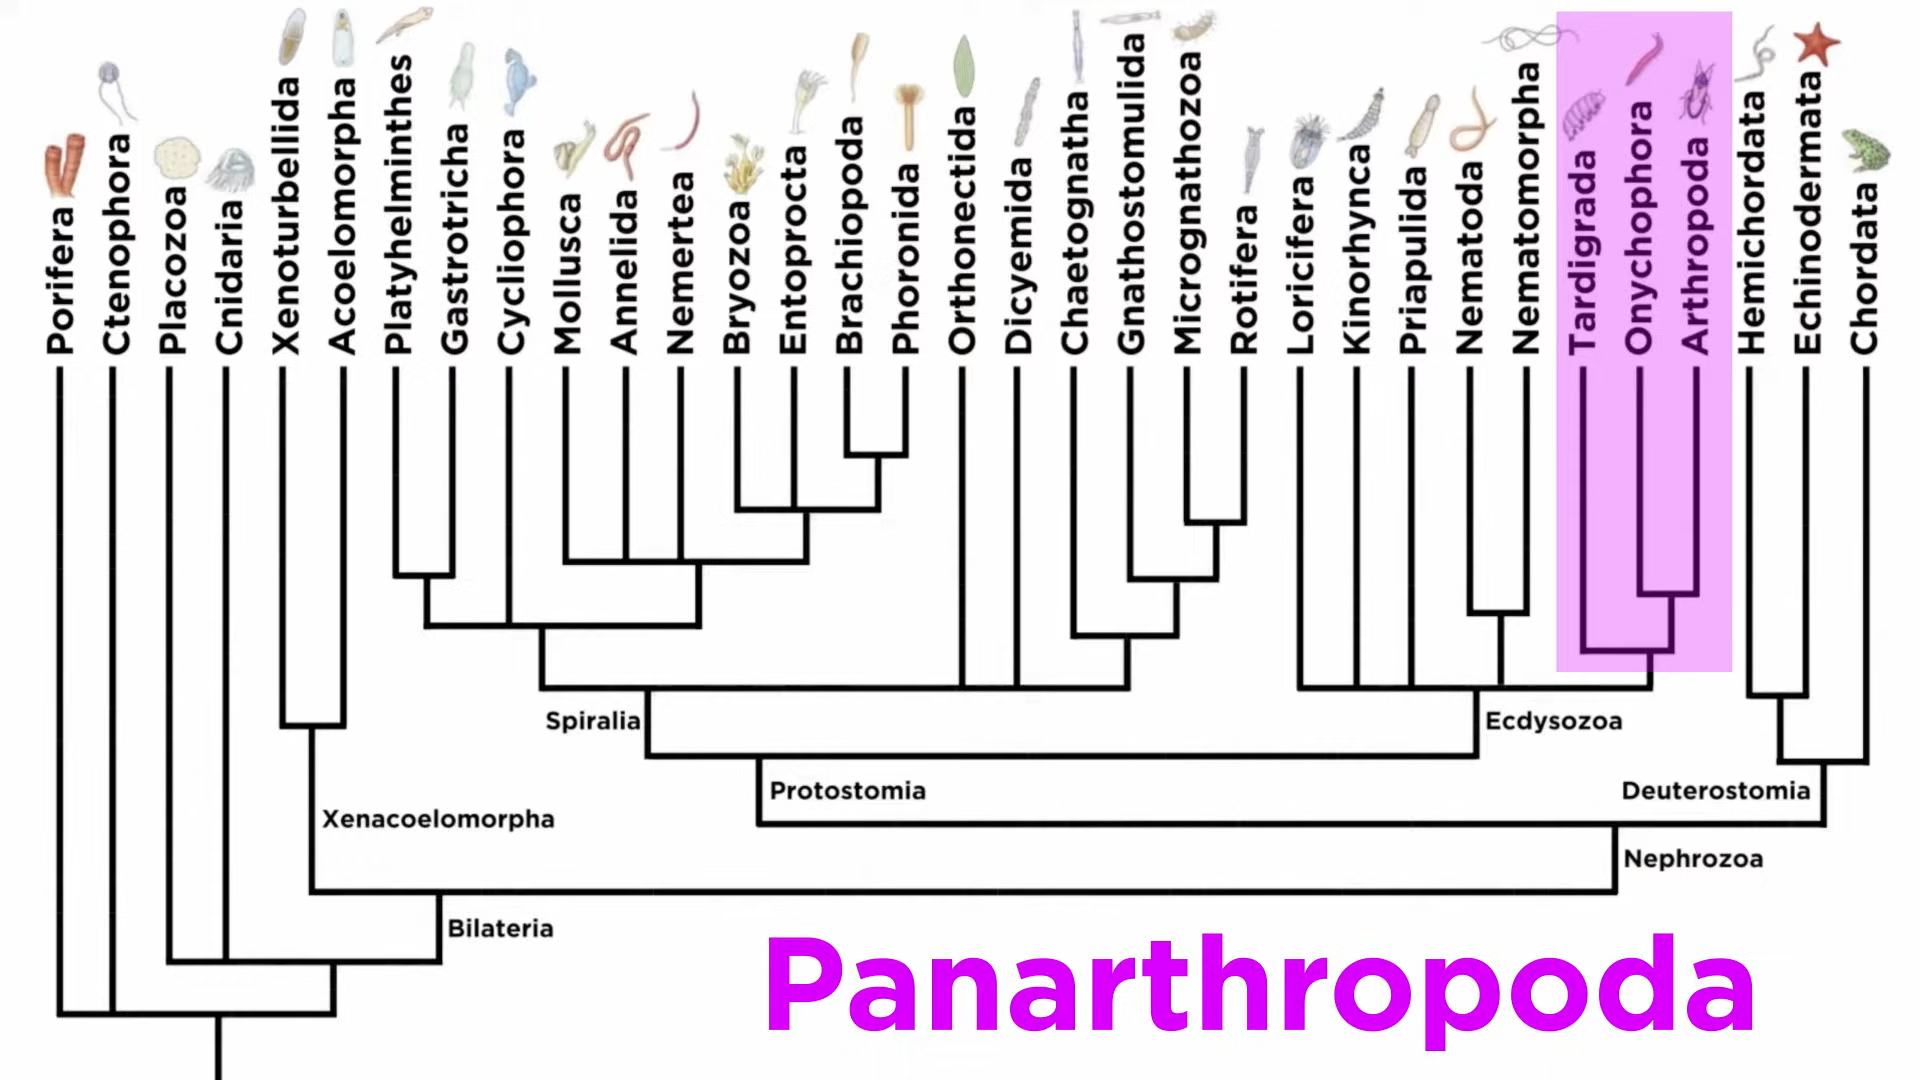 Porifera
Ctenophora
Placozoa
Cnidaria
Xenoturbellida
Acoelomorpha
Platyhelminthes
Gastrotricha
Cycliophora
Mollusca
Annelida
Nemertea
Bryozoa
Entoprocta
Brachiopoda
Phoronida
Orthonectida
Dicyemida
Chaetognatha
Gnathostomulida
Micrognathozoa
Rotifera
Loricifera
Kinorhynca
Priapulida
Nematoda
Nematomorpha
Tardigrada
Onychophora
Arthropoda
Hemichordata
Echinodermata
Chordata
Spiralia
Ecdysozoa
Protostomia
Deuterostomia
Xenacoelomorpha
Nephrozoa
Bilateria
Panarthropoda